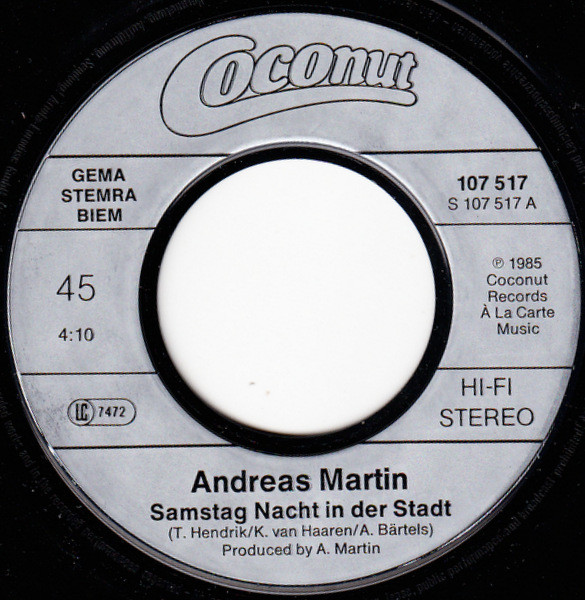 Coconut
GEMA
STEMRA
BIEM
107 517
S 107 517 A
45
4:10
℗ 1985
Coconut
Records
À La Carte
Music
LC 7472
HI-FI
STEREO
Andreas Martin
Samstag Nacht in der Stadt
(T. Hendrik/K. van Haaren/A. Bärtels)
Produced by A. Martin